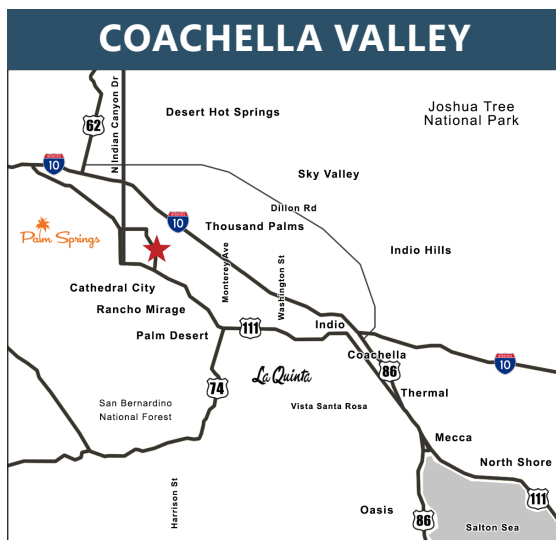 COACHELLA VALLEY
N Indian Canyon Dr
62
Desert Hot Springs
Joshua Tree
National Park
10
Sky Valley
Dillon Rd
10
Thousand Palms
Palm Springs
Indio Hills
Monterey Ave
Washington St
Cathedral City
Rancho Mirage
Palm Desert
111
Indio
Coachella
10
86
74
La Quinta
Thermal
San Bernardino
National Forest
Vista Santa Rosa
Mecca
North Shore
Harrison St
Oasis
86
111
Salton Sea